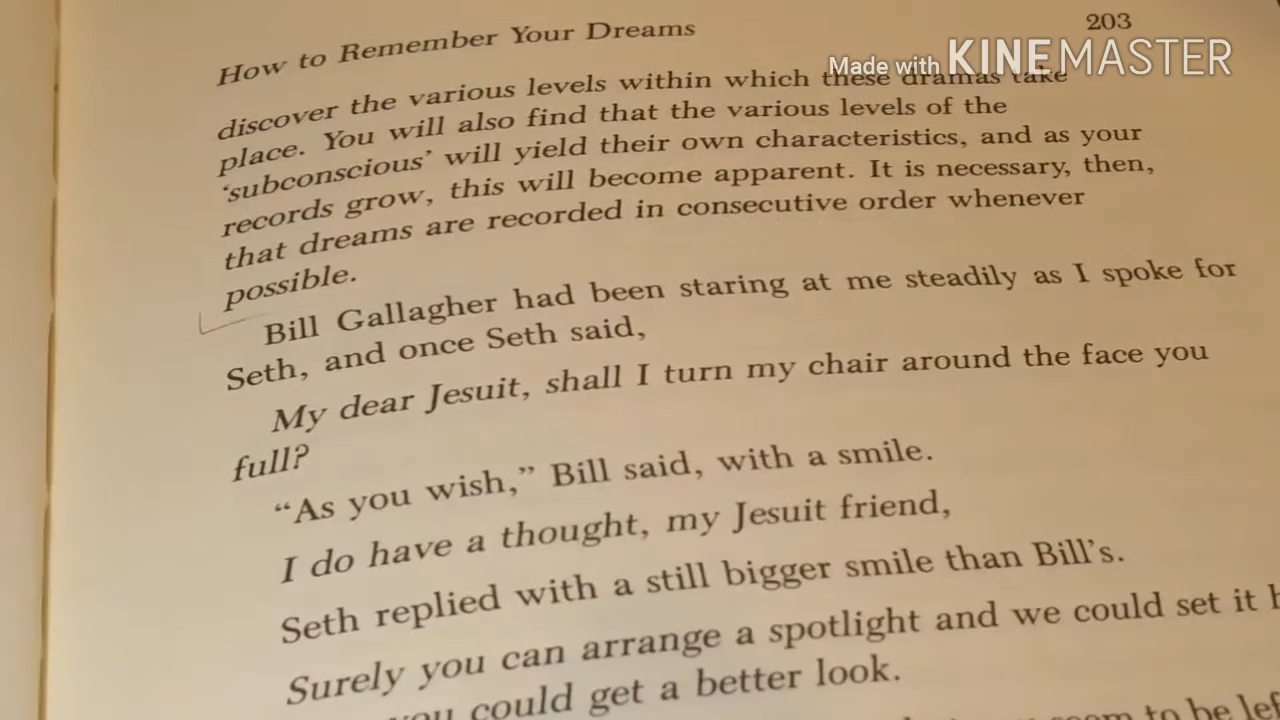 How to Remember Your Dreams
203
Made with KINEMASTER
discover the various levels within which these dramas take
place. You will also find that the various levels of the
'subconscious' will yield their own characteristics, and as your
records grow, this will become apparent. It is necessary, then,
that dreams are recorded in consecutive order whenever
possible.
Bill Gallagher had been staring at me steadily as I spoke for
Seth, and once Seth said,
My dear Jesuit, shall I turn my chair around the face you
full?
“As you wish,” Bill said, with a smile.
I do have a thought, my Jesuit friend,
Seth replied with a still bigger smile than Bill's.
Surely you can arrange a spotlight and we could set it
you could get a better look.
seem to be